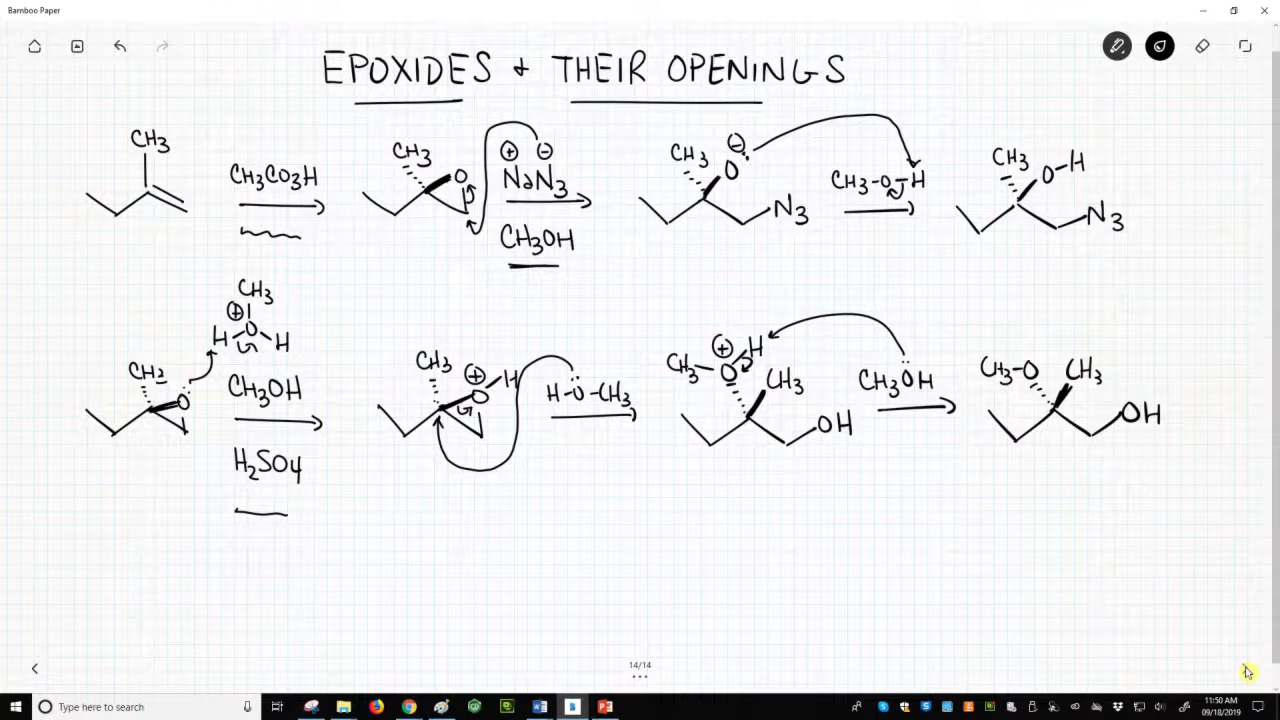 Bamboo Paper
EPOXIDES + THEIR OPENINGS
CH3
CH3CO3H
CH3
O
⊕ ⊖
NaN3
CH3OH
CH3
⊖
O
N3
CH3-O-H
CH3
O-H
N3
CH3
⊕
H O H
CH3
O
CH3OH
H2SO4
CH3
⊕
O H
H-O-CH3
CH3-O H
⊕
CH3
OH
CH3OH
CH3-O
CH3
OH
14/14
Type here to search
11:50 AM
09/18/2019